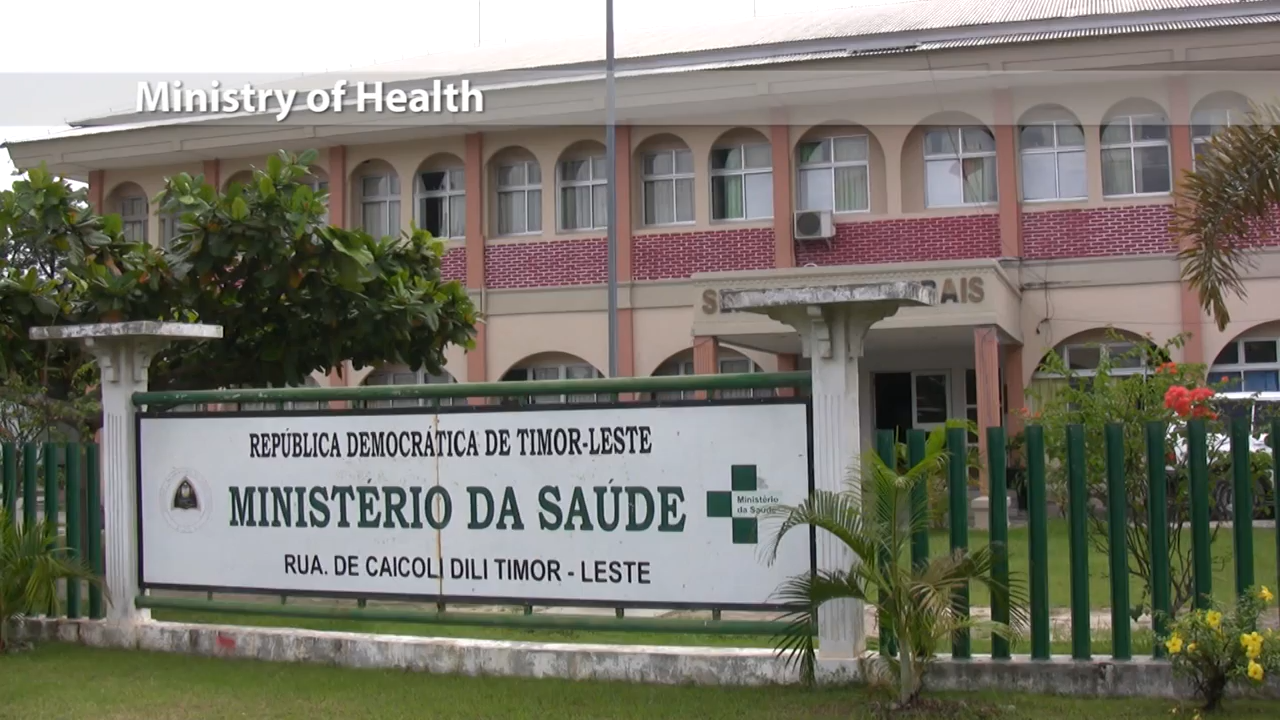 Ministry of Health
REPÚBLICA DEMOCRÁTICA DE TIMOR-LESTE
MINISTÉRIO DA SAÚDE
Ministério
da Saúde
RUA. DE CAICOLI DILI TIMOR - LESTE